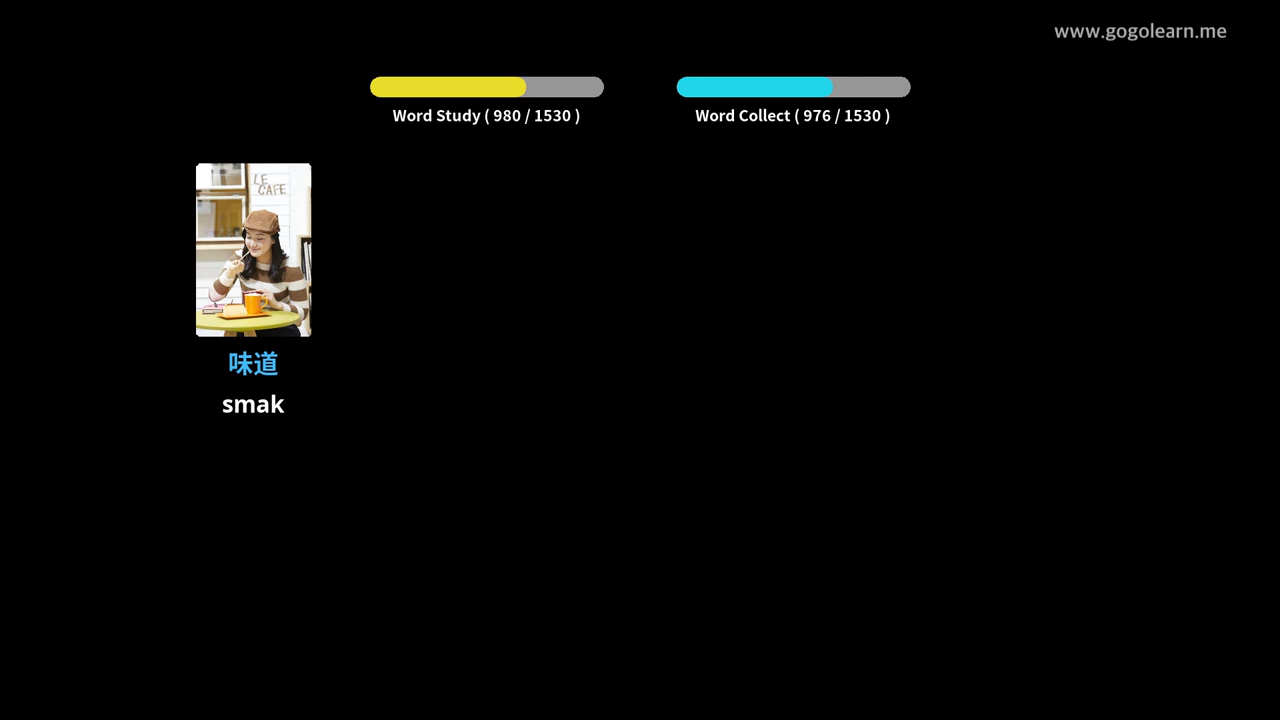 www.gogolearn.me
Word Study ( 980 / 1530 )
Word Collect ( 976 / 1530 )
LE
CAFE
味道
smak